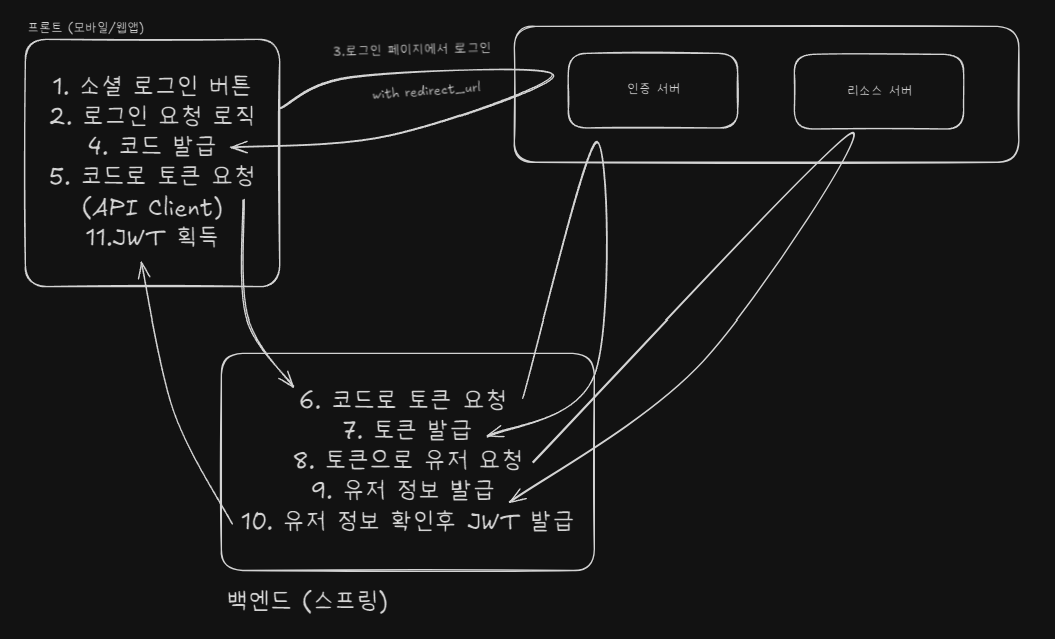 프론트 (모바일/웹앱)
1. 소셜 로그인 버튼
2. 로그인 요청 로직
4. 코드 발급
5. 코드로 토큰 요청
(API Client)
11.JWT 획득
3.로그인 페이지에서 로그인
with redirect_url
인증 서버
리소스 서버
6. 코드로 토큰 요청
7. 토큰 발급
8. 토큰으로 유저 요청
9. 유저 정보 발급
10. 유저 정보 확인후 JWT 발급
백엔드 (스프링)